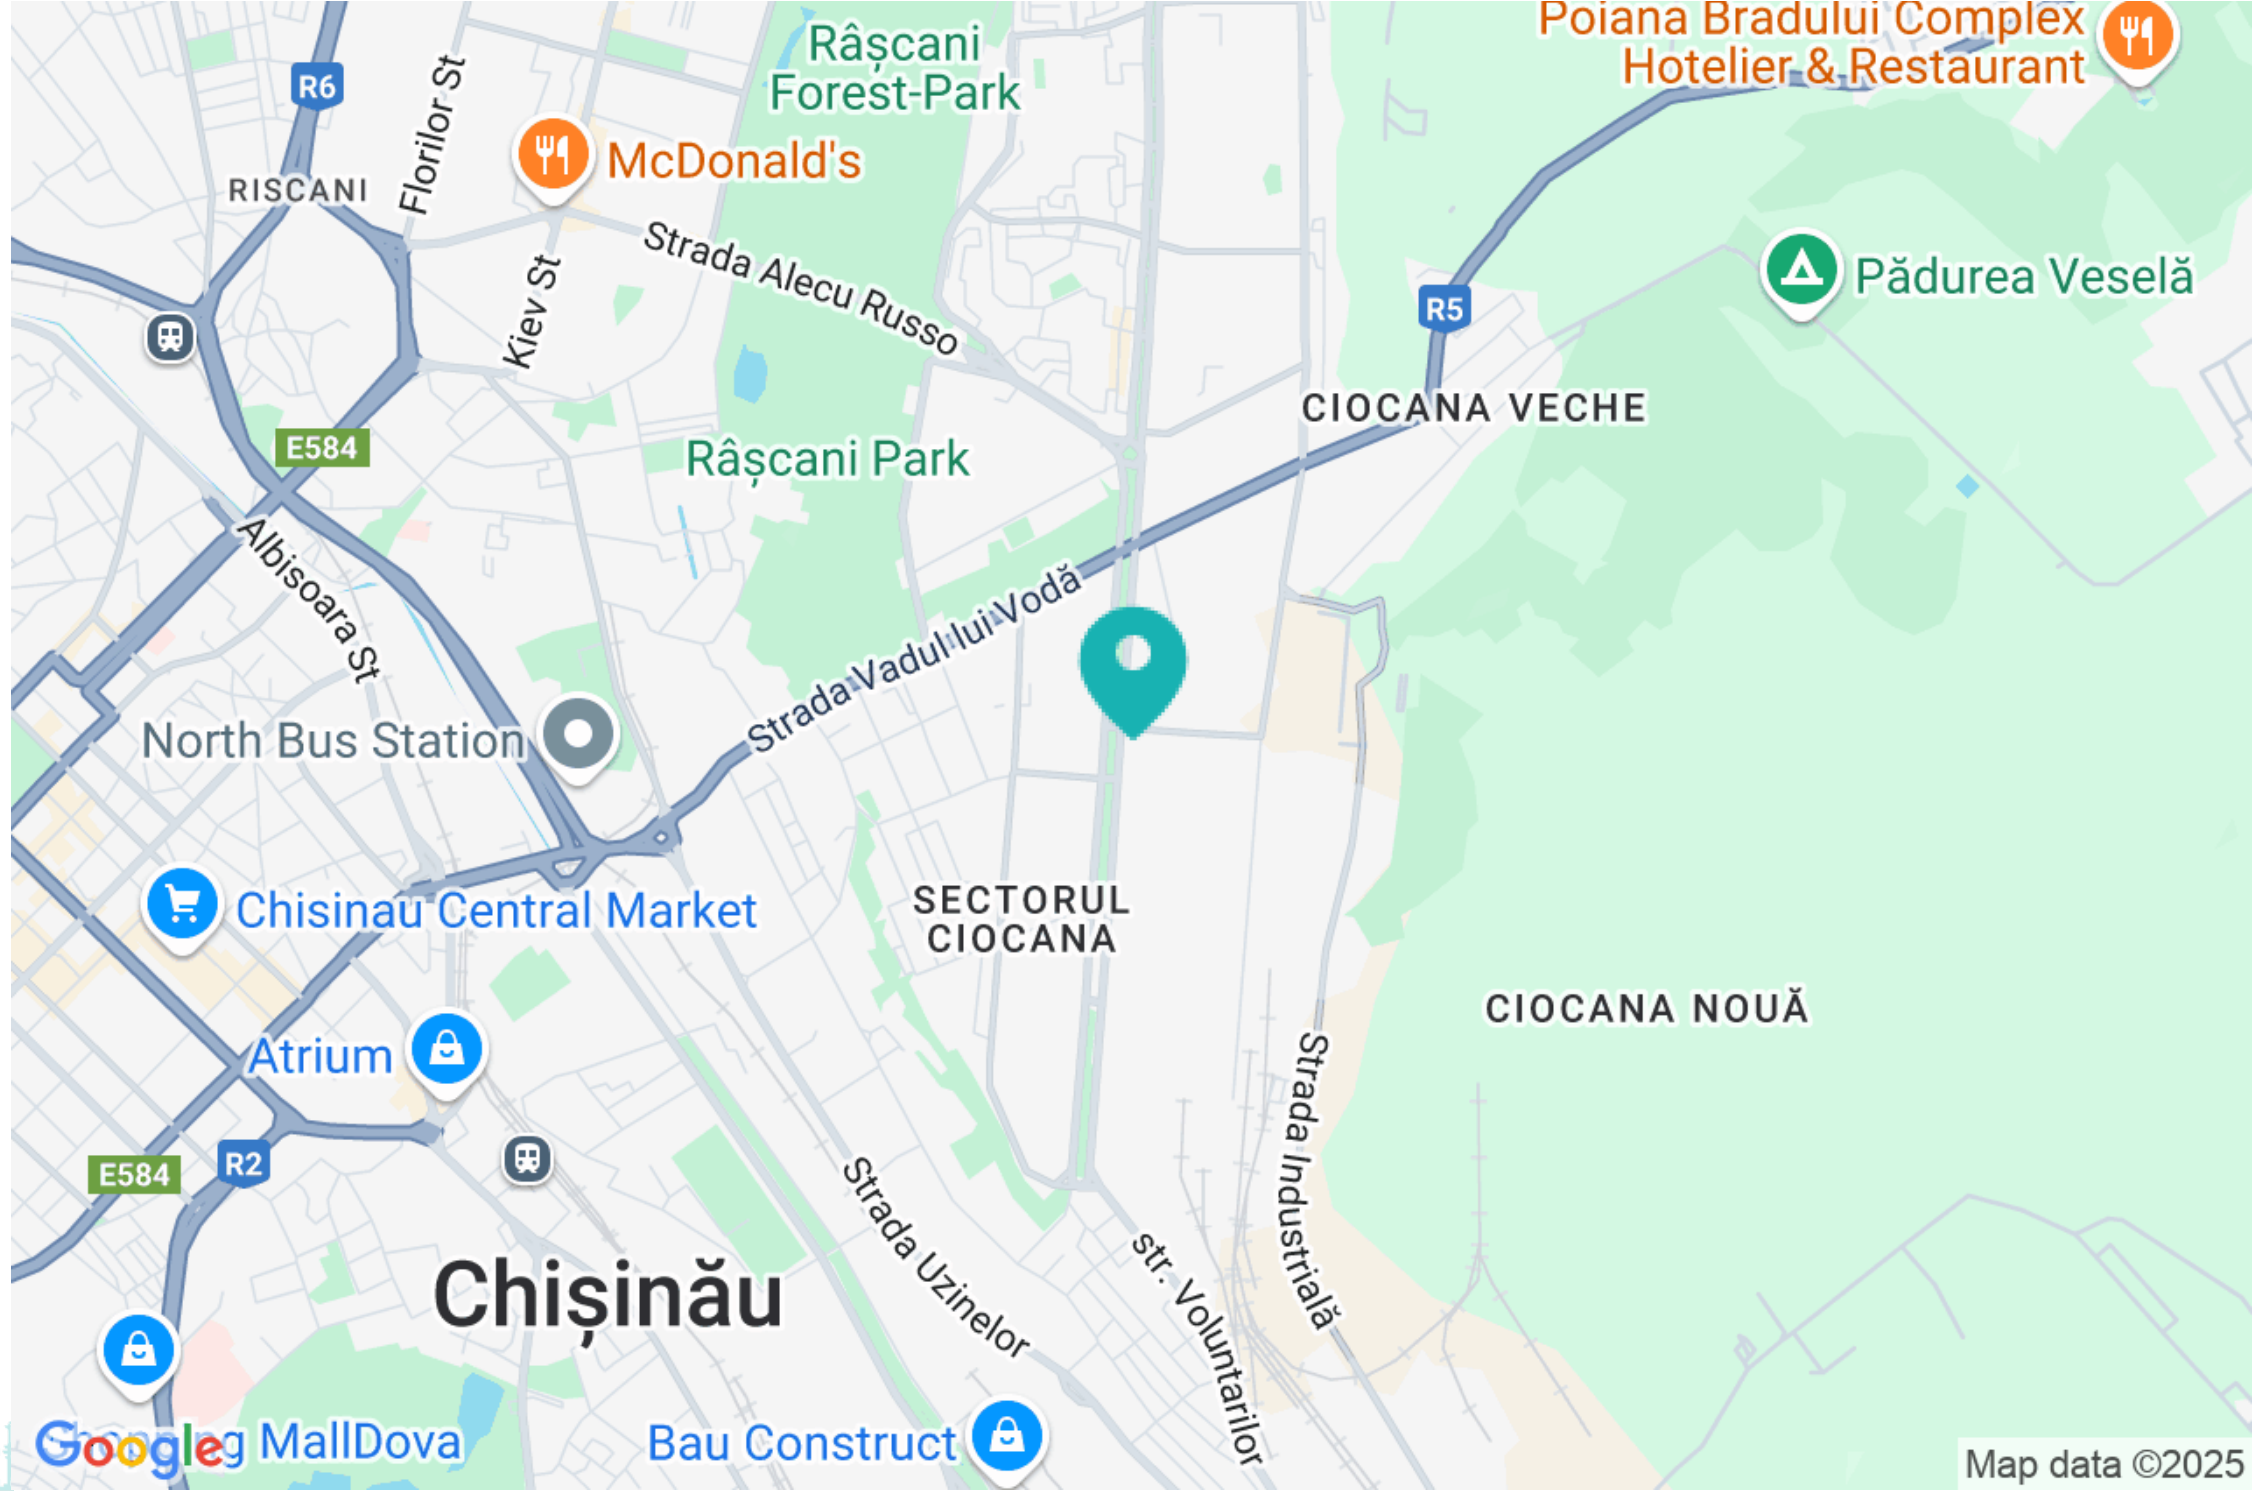 Poiana Bradului Complex
Hotelier & Restaurant
Râșcani
Forest-Park
R6
Florilor St
McDonald's
RISCANI
Strada Alecu Russo
Kiev St
Pădurea Veselă
R5
CIOCANA VECHE
E584
Râșcani Park
Albisoara St
Strada Vadul lui Vodă
North Bus Station
Chisinau Central Market
SECTORUL
CIOCANA
CIOCANA NOUĂ
Atrium
Strada Industrială
E584
R2
Strada Uzinelor
str. Voluntarilor
Chișinău
Shopping MallDova
Google
Bau Construct
Map data ©2025